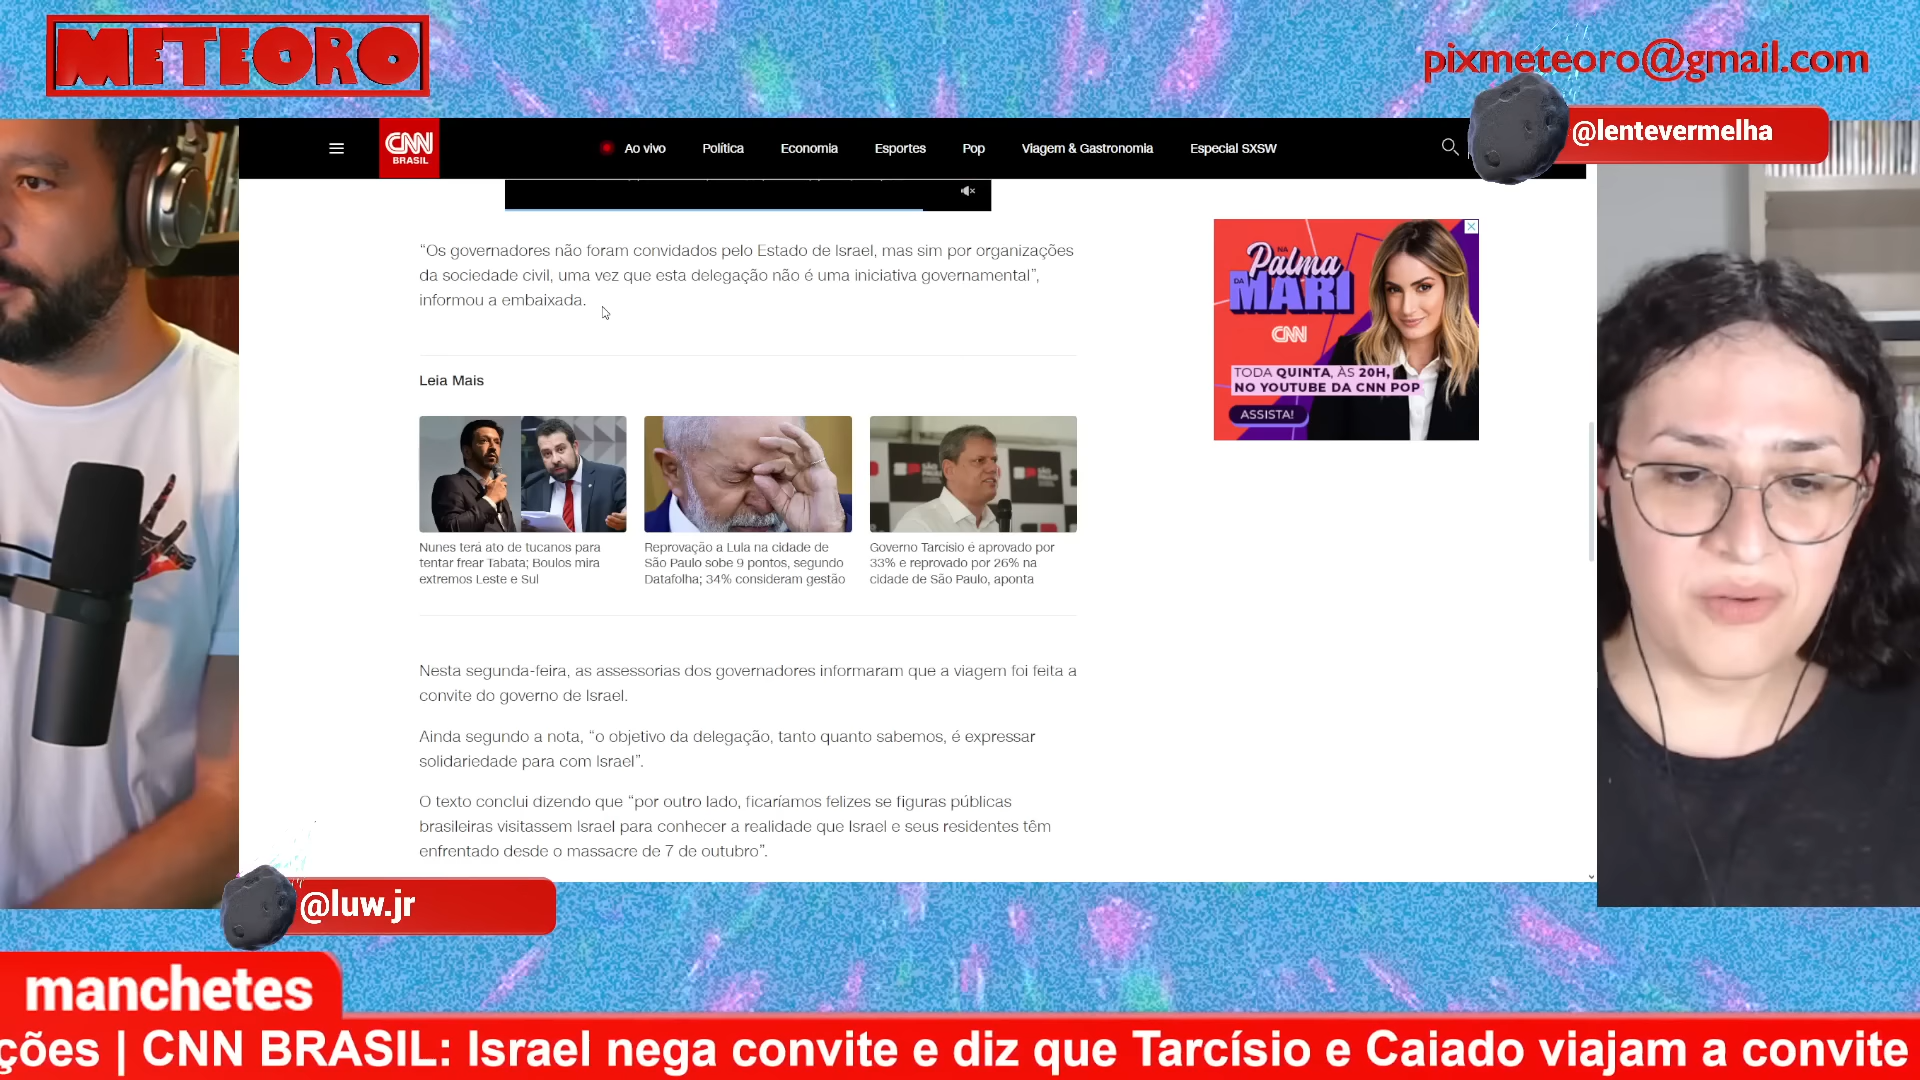 METEORO
pixmeteoro@gmail.com
@lentevermelha
CNN
BRASIL
Ao vivo
Política
Economia
Esportes
Pop
Viagem & Gastronomia
Especial SXSW
“Os governadores não foram convidados pelo Estado de Israel, mas sim por organizações
da sociedade civil, uma vez que esta delegação não é uma iniciativa governamental”,
informou a embaixada.
NA
Palma
DA
MARI
CNN
TODA QUINTA, ÀS 20H,
NO YOUTUBE DA CNN POP
ASSISTA!
Leia Mais
Nunes terá ato de tucanos para
tentar frear Tabata; Boulos mira
extremos Leste e Sul
Reprovação a Lula na cidade de
São Paulo sobe 9 pontos, segundo
Datafolha; 34% consideram gestão
Governo Tarcísio é aprovado por
33% e reprovado por 26% na
cidade de São Paulo, aponta
Nesta segunda-feira, as assessorias dos governadores informaram que a viagem foi feita a
convite do governo de Israel.
Ainda segundo a nota, “o objetivo da delegação, tanto quanto sabemos, é expressar
solidariedade para com Israel”.
O texto conclui dizendo que “por outro lado, ficaríamos felizes se figuras públicas
brasileiras visitassem Israel para conhecer a realidade que Israel e seus residentes têm
enfrentado desde o massacre de 7 de outubro”.
@luw.jr
manchetes
ções | CNN BRASIL: Israel nega convite e diz que Tarcísio e Caiado viajam a convite